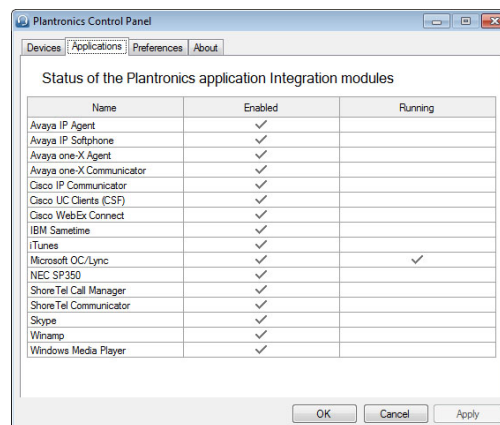 Plantronics Control Panel
Devices Applications Preferences About
Status of the Plantronics application Integration modules
Name Enabled Running
Avaya IP Agent
Avaya IP Softphone
Avaya one-X Agent
Avaya one-X Communicator
Cisco IP Communicator
Cisco UC Clients (CSF)
Cisco WebEx Connect
IBM Sametime
iTunes
Microsoft OC/Lync
NEC SP350
ShoreTel Call Manager
ShoreTel Communicator
Skype
Winamp
Windows Media Player
OK Cancel Apply